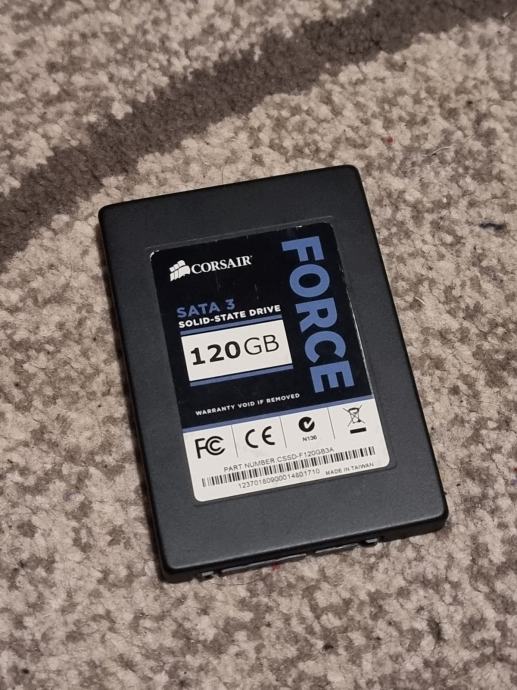 CORSAIR
FORCE
SATA 3
SOLID-STATE DRIVE
120GB
WARRANTY VOID IF REMOVED
FC CE N136
PART NUMBER CSSD-F120GB3A
12370180900014801710 MADE IN TAIWAN